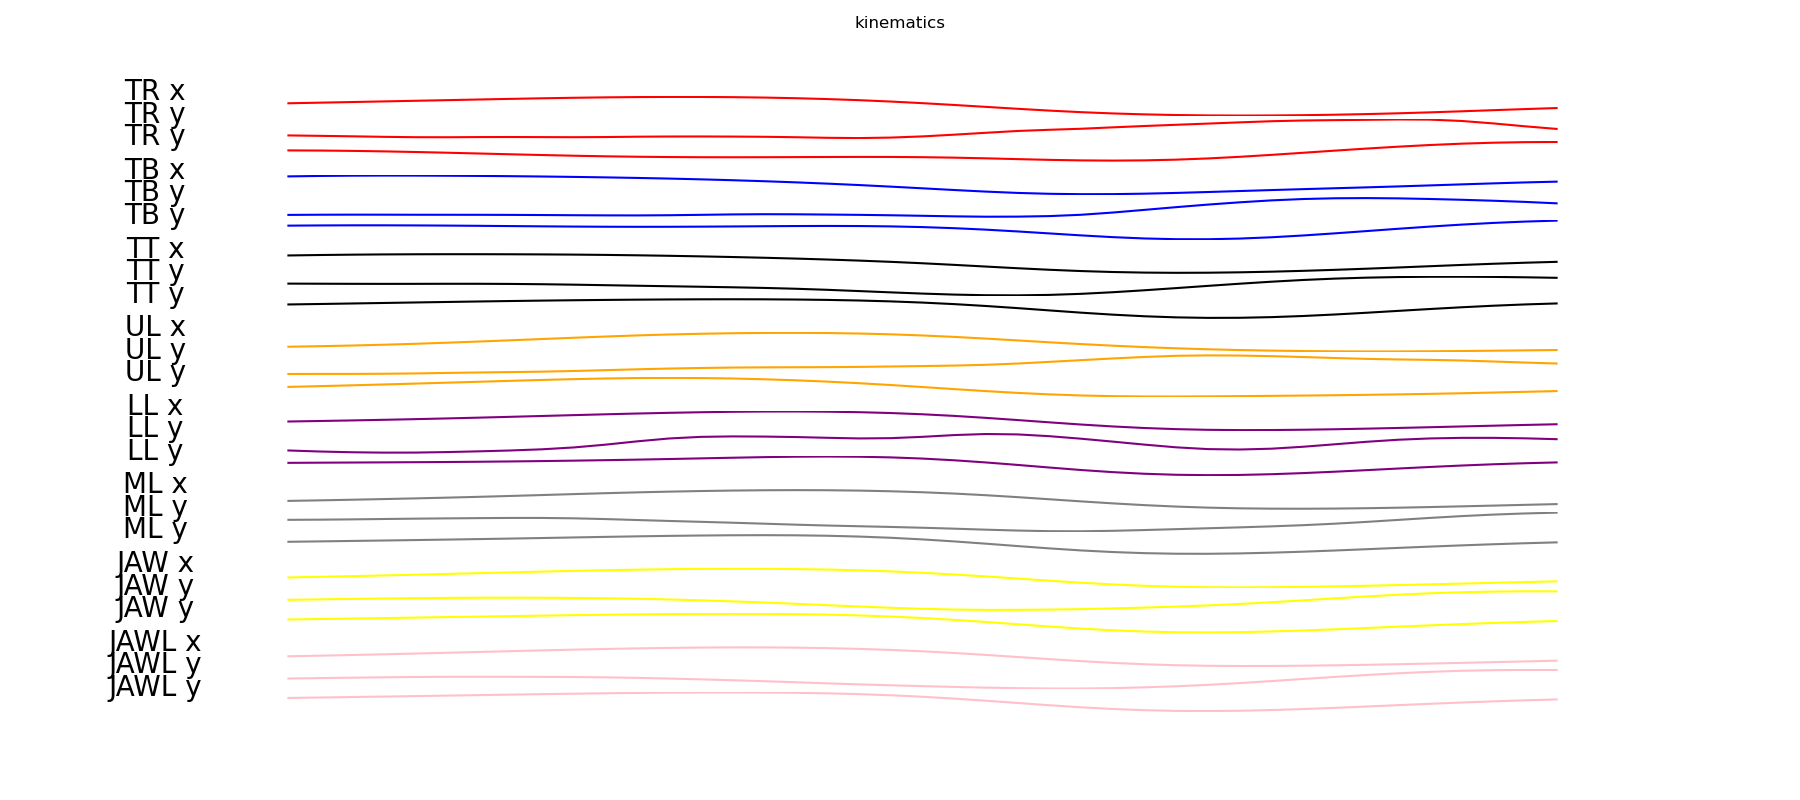 kinematics
TR x
TR y
TR y
TB x
TB y
TB y
TT x
TT y
TT y
UL x
UL y
UL y
LL x
LL y
LL y
ML x
ML y
ML y
JAW x
JAW y
JAW y
JAWL x
JAWL y
JAWL y